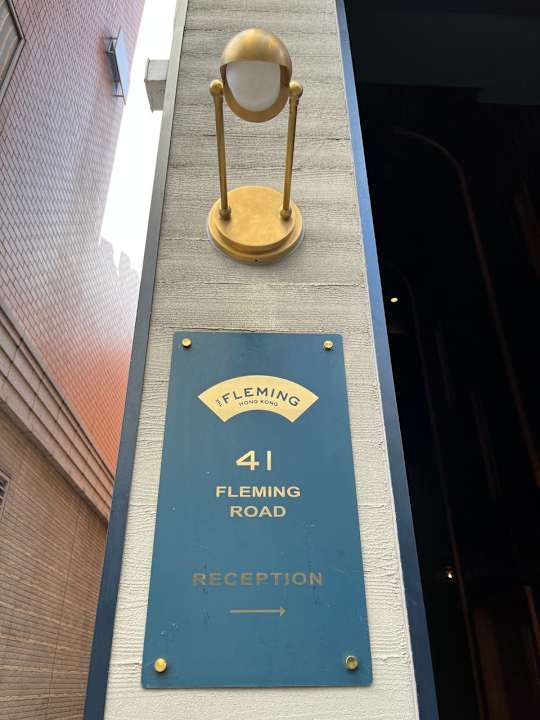 THE FLEMING
HONG KONG
41
FLEMING
ROAD
RECEPTION